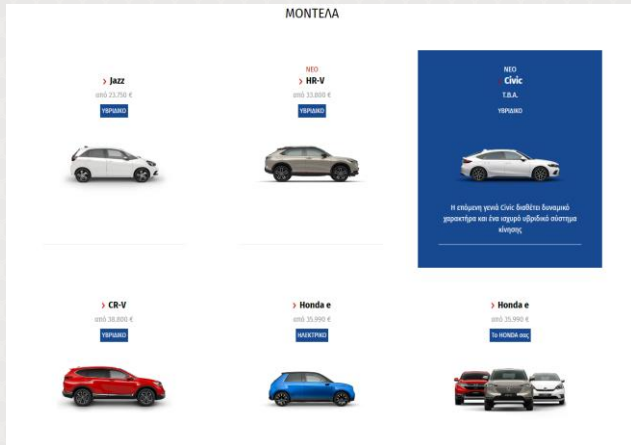 ΜΟΝΤΕΛΑ
› Jazz
από 23.750 €
ΥΒΡΙΔΙΚΟ
ΝΕΟ
› HR-V
από 33.800 €
ΥΒΡΙΔΙΚΟ
ΝΕΟ
› Civic
T.B.A.
ΥΒΡΙΔΙΚΟ
Η επόμενη γενιά Civic διαθέτει δυναμικό
χαρακτήρα και ένα ισχυρό υβριδικό σύστημα
κίνησης
› CR-V
από 38.800 €
ΥΒΡΙΔΙΚΟ
› Honda e
από 35.990 €
ΗΛΕΚΤΡΙΚΟ
› Honda e
από 35.990 €
Το HONDA σας